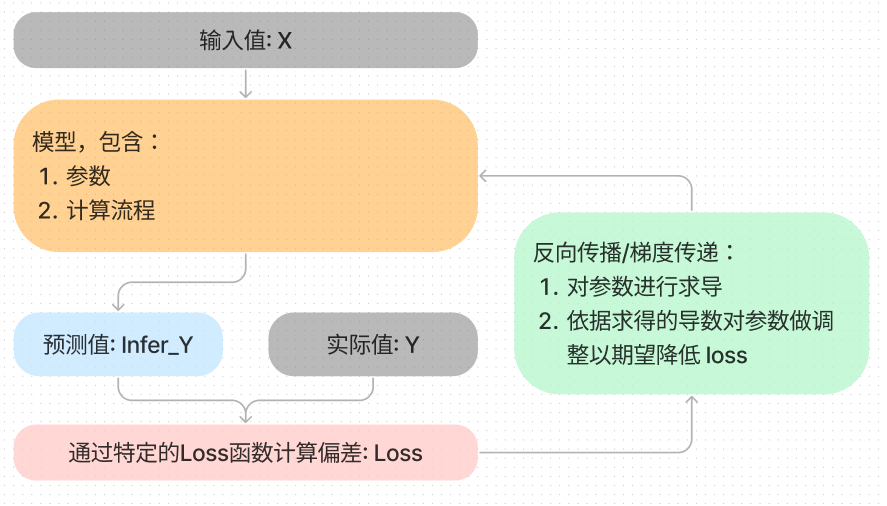 输入值: X
模型，包含：
1. 参数
2. 计算流程
反向传播/梯度传递：
1. 对参数进行求导
2. 依据求得的导数对参数做调
整以期望降低 loss
预测值: Infer_Y
实际值: Y
通过特定的Loss函数计算偏差: Loss